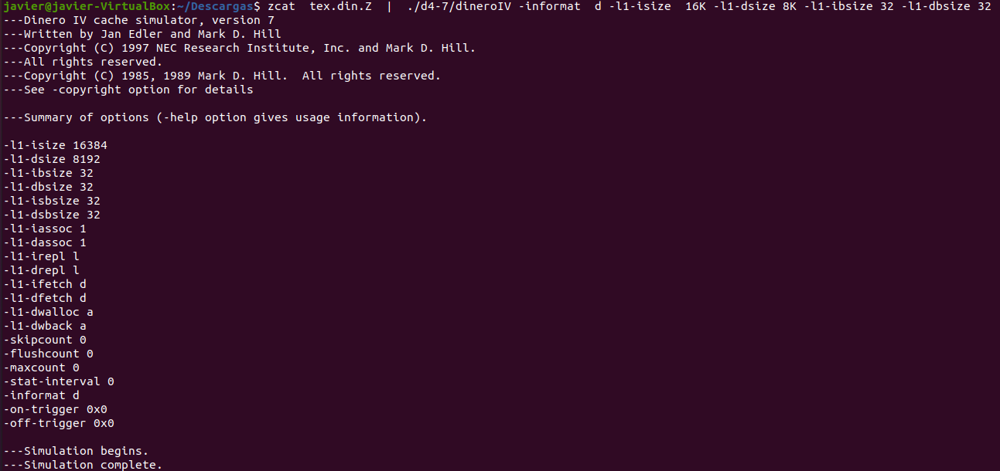 javier@javier-VirtualBox:~/Descargas$ zcat  tex.din.Z  |  ./d4-7/dineroIV -informat  d -l1-isize  16K -l1-dsize 8K -l1-ibsize 32 -l1-dbsize 32
---Dinero IV cache simulator, version 7
---Written by Jan Edler and Mark D. Hill
---Copyright (C) 1997 NEC Research Institute, Inc. and Mark D. Hill.
---All rights reserved.
---Copyright (C) 1985, 1989 Mark D. Hill.  All rights reserved.
---See -copyright option for details

---Summary of options (-help option gives usage information).

-l1-isize 16384
-l1-dsize 8192
-l1-ibsize 32
-l1-dbsize 32
-l1-isbsize 32
-l1-dsbsize 32
-l1-iassoc 1
-l1-dassoc 1
-l1-irepl l
-l1-drepl l
-l1-ifetch d
-l1-dfetch d
-l1-dwalloc a
-l1-dwback a
-skipcount 0
-flushcount 0
-maxcount 0
-stat-interval 0
-informat d
-on-trigger 0x0
-off-trigger 0x0

---Simulation begins.
---Simulation complete.